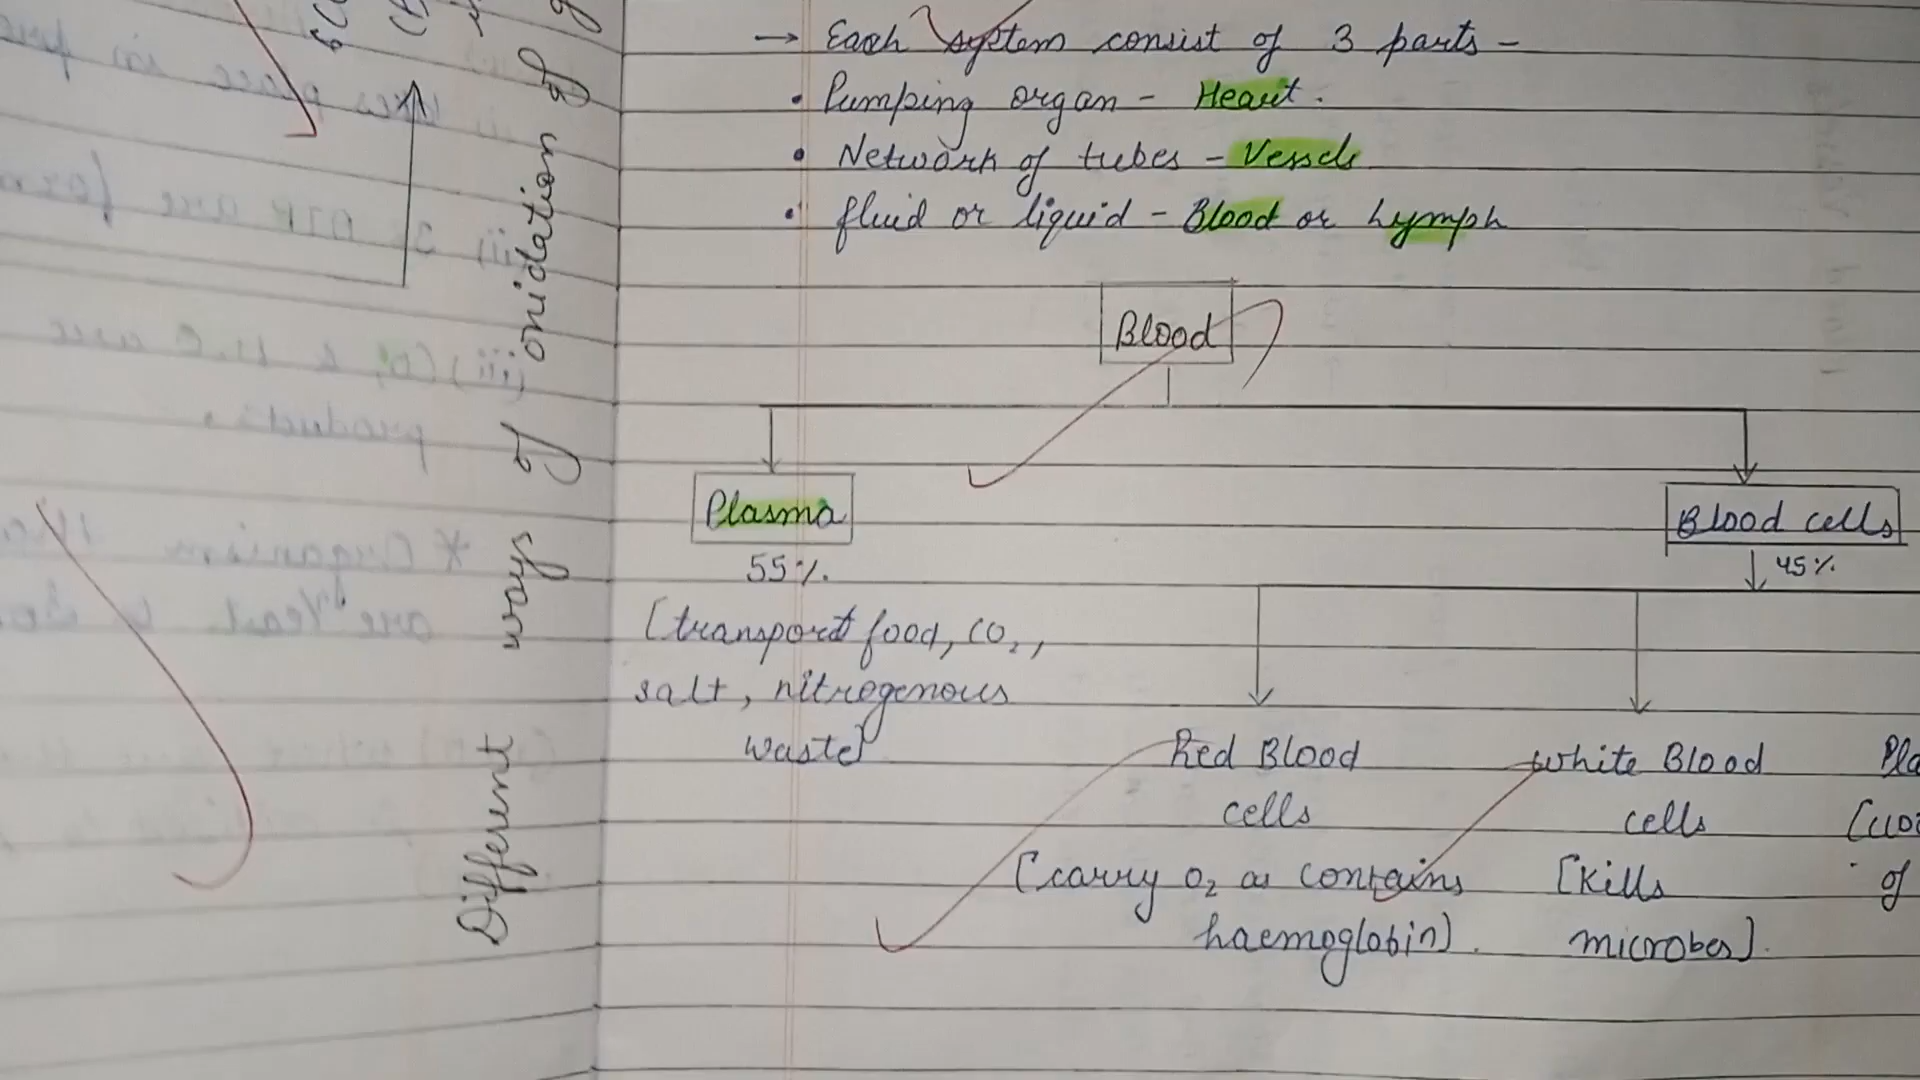 → Each system consist of 3 parts -
• Pumping organ - Heart.
• Network of tubes - Vessels
• fluid or liquid - Blood or Lymph
Blood
Plasma
55%.
[transport food, CO₂,
salt, nitrogenous
waste]
Blood cells
45%.
Red Blood
cells
[carry O₂ as contains
haemoglobin].
White Blood
cells
[Kills
microbes].
of
Different ways of oxidation of